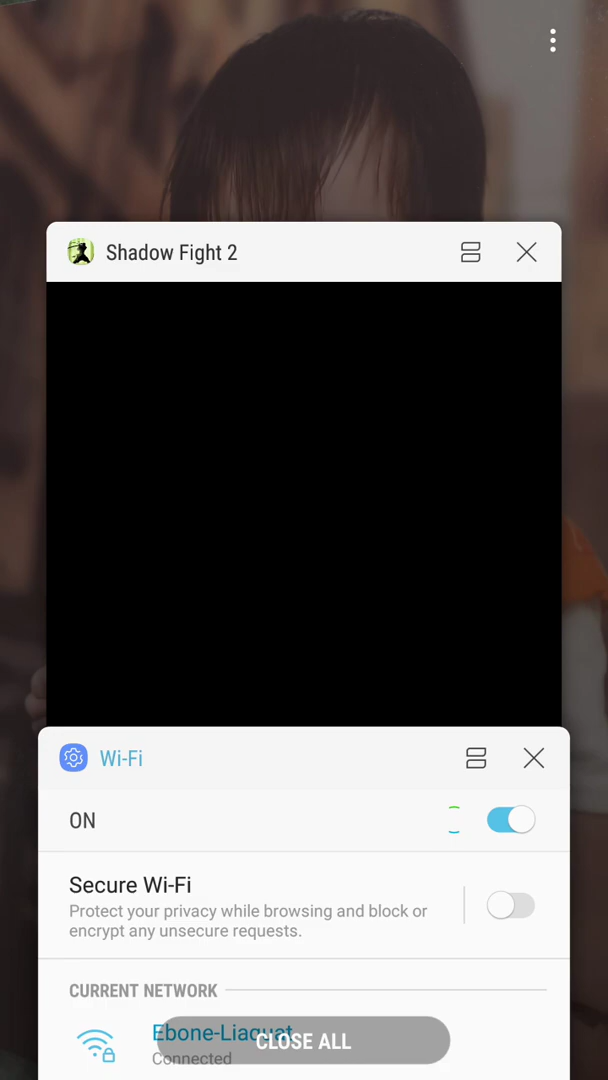 Shadow Fight 2
Wi-Fi
ON
Secure Wi-Fi
Protect your privacy while browsing and block or
encrypt any unsecure requests.
CURRENT NETWORK
Ebone-Liaquat
CLOSE ALL
Connected